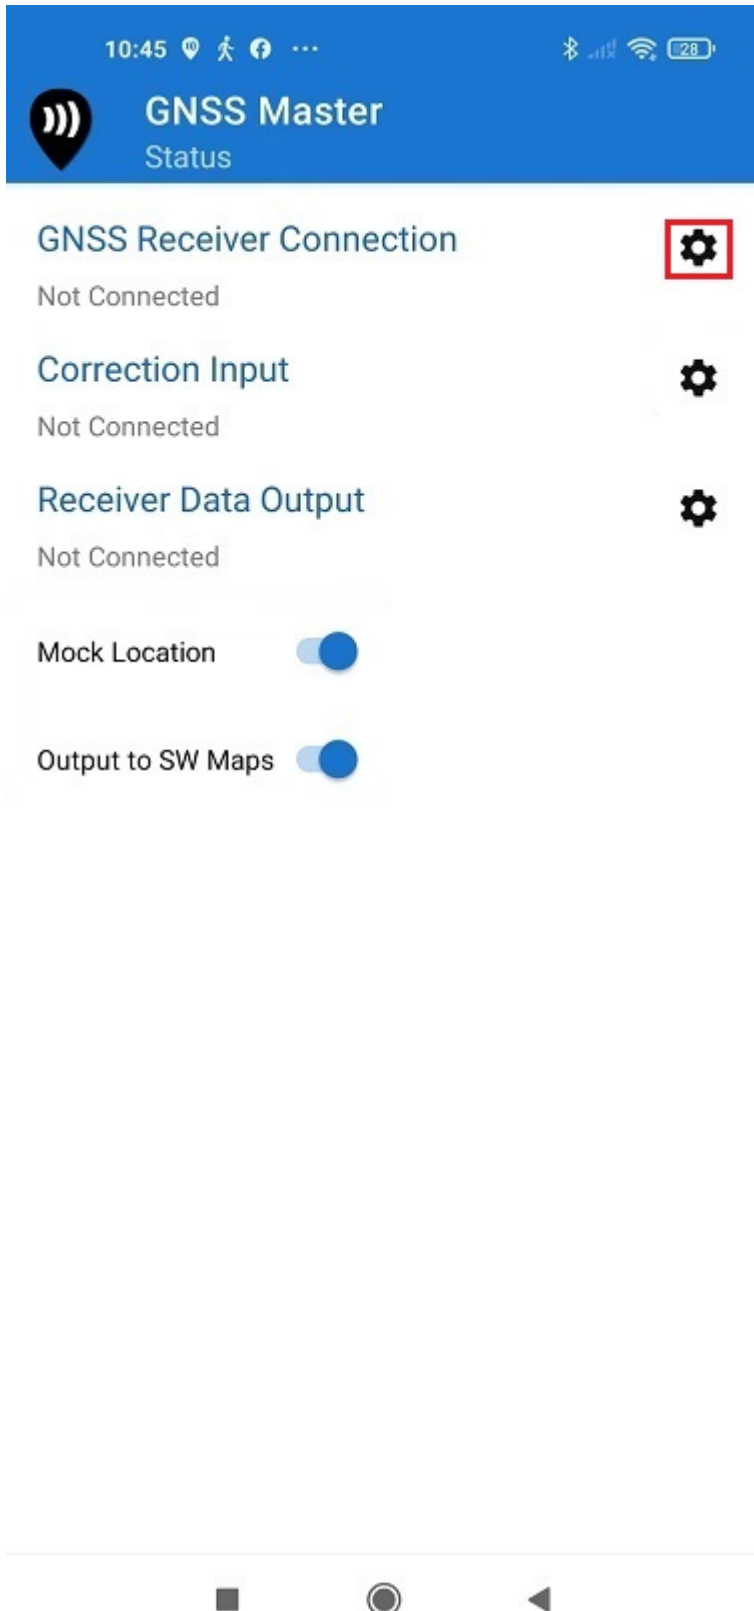 10:45
28
GNSS Master
Status
GNSS Receiver Connection
Not Connected
Correction Input
Not Connected
Receiver Data Output
Not Connected
Mock Location
Output to SW Maps